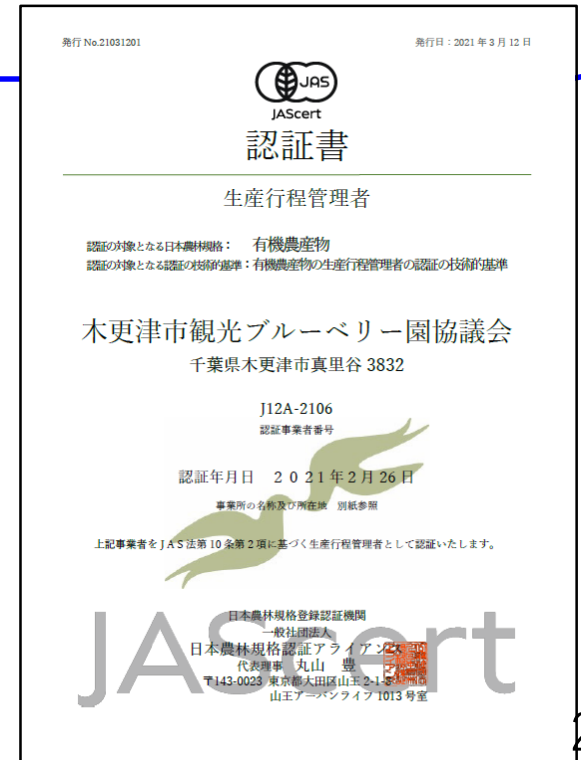 発行 No.21031201
発行日：2021 年 3 月 12 日
JAS
JAScert
認証書
生産行程管理者
認証の対象となる日本農林規格： 有機農産物
認証の対象となる認証の技術的基準：有機農産物の生産行程管理者の認証の技術的基準
木更津市観光ブルーベリー園協議会
千葉県木更津市真里谷 3832
J12A-2106
認証事業者番号
認証年月日 ２０２１年２月26日
事業所の名称及び所在地 別紙参照
上記事業者をＪＡＳ法第 10 条第 2 項に基づく生産行程管理者として認証いたします。
JAScert
日本農林規格登録認証機関
一般社団法人
日本農林規格認証アライアンス
代表理事 丸山 豊
〒143-0023 東京都大田区山王 2-1-8
山王アーバンライフ 1013 号室